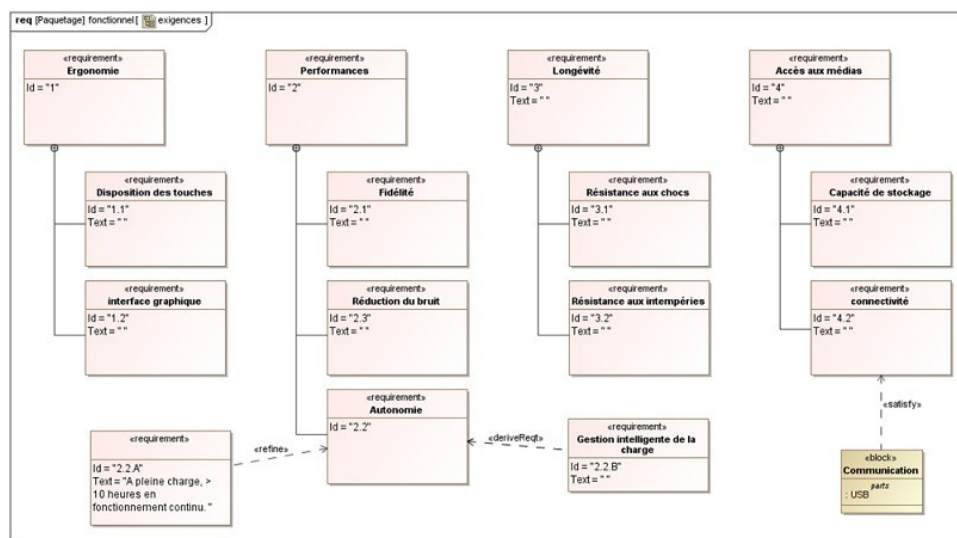 req [Paquetage] fonctionnel [ exigences ]
«requirement»
Ergonomie
Id = "1"
«requirement»
Performances
Id = "2"
«requirement»
Longévité
Id = "3"
Text = " "
«requirement»
Accès aux médias
Id = "4"
Text = " "
«requirement»
Disposition des touches
Id = "1.1"
Text = " "
«requirement»
Fidélité
Id = "2.1"
Text = " "
«requirement»
Résistance aux chocs
Id = "3.1"
Text = " "
«requirement»
Capacité de stockage
Id = "4.1"
Text = " "
«requirement»
interface graphique
Id = "1.2"
Text = " "
«requirement»
Réduction du bruit
Id = "2.3"
Text = " "
«requirement»
Résistance aux intempéries
Id = "3.2"
Text = " "
«requirement»
connectivité
Id = "4.2"
Text = " "
«requirement»
Autonomie
Id = "2.2"
«requirement»
Id = "2.2.A"
Text = "A pleine charge, >
10 heures en
fonctionnement continu. "
«refine»
«deriveReqt»
«requirement»
Gestion intelligente de la
charge
Id = "2.2.B"
Text = " "
«satisfy»
«block»
Communication
parts
: USB